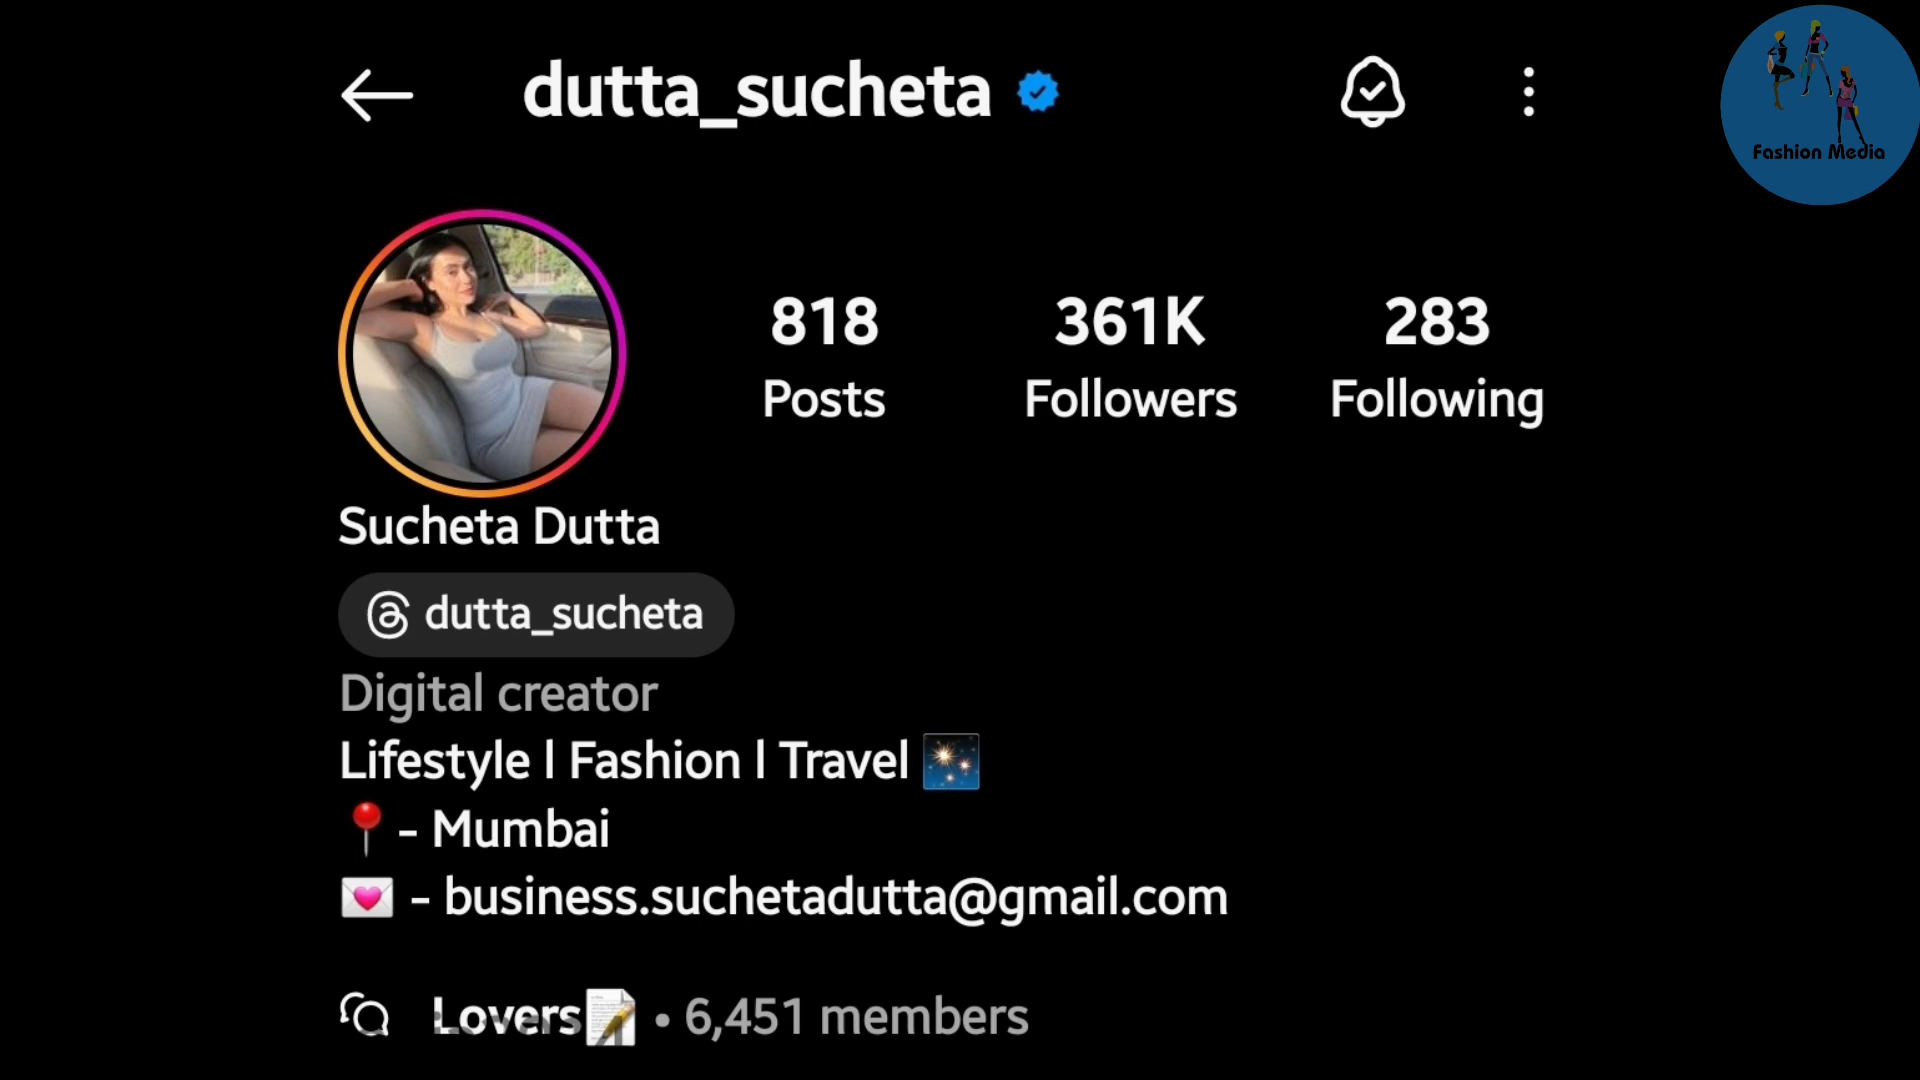 dutta_sucheta
Fashion Media
818 361K 283
Posts Followers Following
Sucheta Dutta
dutta_sucheta
Digital creator
Lifestyle l Fashion l Travel 🎇
📍 - Mumbai
💌 - business.suchetadutta@gmail.com
Lovers📝 • 6,451 members